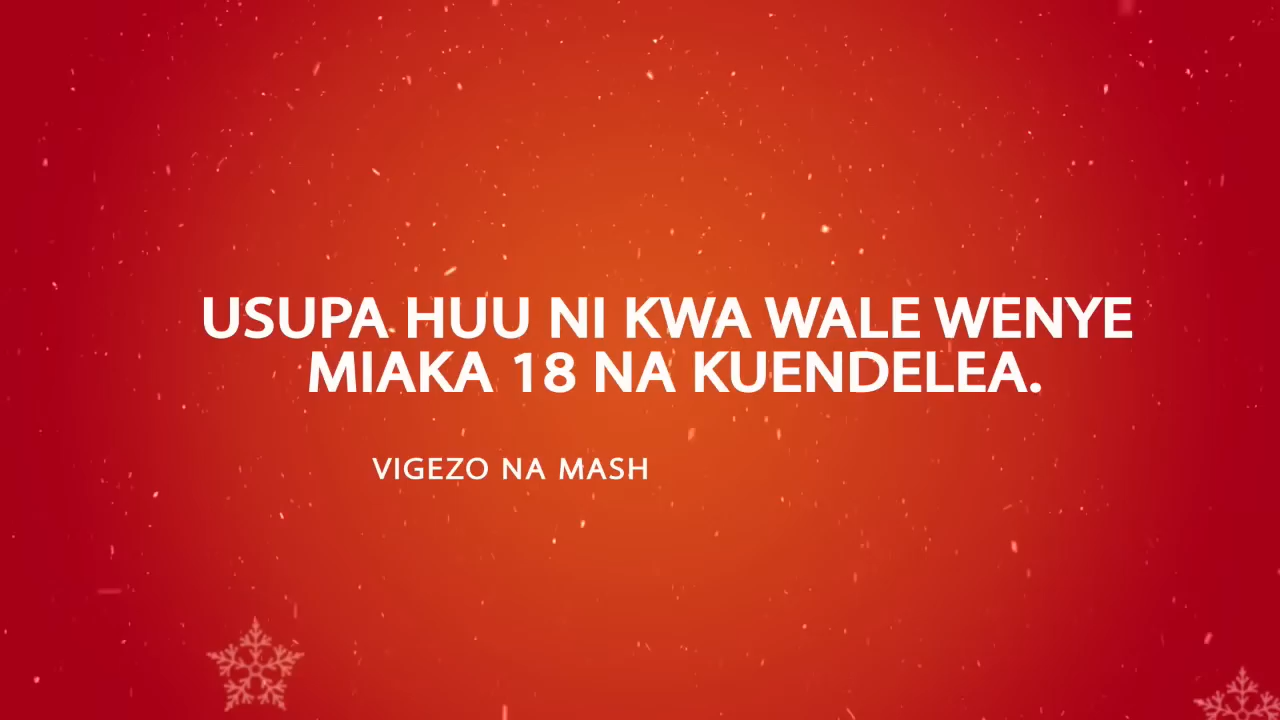 USUPA HUU NI KWA WALE WENYE
MIAKA 18 NA KUENDELEA.
VIGEZO NA MASH